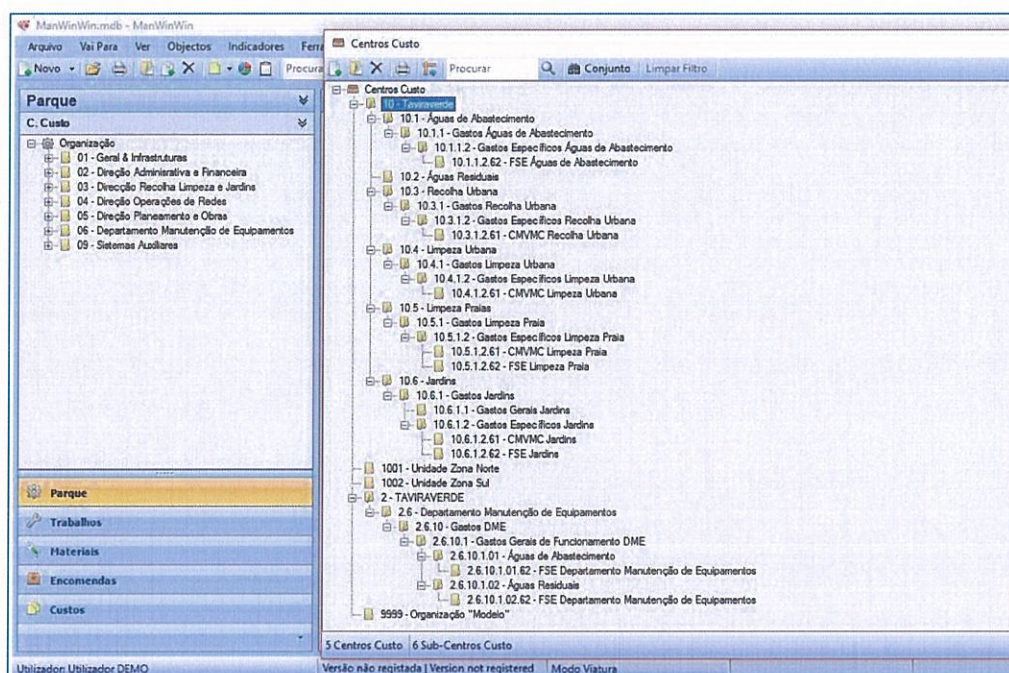 ManWinWin.mdb - ManWinWin
Arquivo Vai Para Ver Objectos Indicadores Ferra
Novo Procura
Parque
C. Custo
Organização
01 - Geral & Infrastruturas
02 - Direção Adminisrativa e Financeira
03 - Direcção Recolha Limpeza e Jardins
04 - Direção Operações de Redes
05 - Direção Planeamento e Obras
06 - Departamento Manutenção de Equipamentos
09 - Sistemas Auxiliares
Parque
Trabalhos
Materiais
Encomendas
Custos
Centros Custo
Procurar Conjunto Limpar Filtro
Centros Custo
10 - Taviraverde
10.1 - Águas de Abastecimento
10.1.1 - Gastos Águas de Abastecimento
10.1.1.2 - Gastos Específicos Águas de Abastecimento
10.1.1.2.62 - FSE Águas de Abastecimento
10.2 - Águas Residuais
10.3 - Recolha Urbana
10.3.1 - Gastos Recolha Urbana
10.3.1.2 - Gastos Específicos Recolha Urbana
10.3.1.2.61 - CMVMC Recolha Urbana
10.4 - Limpeza Urbana
10.4.1 - Gastos Limpeza Urbana
10.4.1.2 - Gastos Específicos Limpeza Urbana
10.4.1.2.61 - CMVMC Limpeza Urbana
10.5 - Limpeza Praias
10.5.1 - Gastos Limpeza Praia
10.5.1.2 - Gastos Específicos Limpeza Praia
10.5.1.2.61 - CMVMC Limpeza Praia
10.5.1.2.62 - FSE Limpeza Praia
10.6 - Jardins
10.6.1 - Gastos Jardins
10.6.1.1 - Gastos Gerais Jardins
10.6.1.2 - Gastos Específicos Jardins
10.6.1.2.61 - CMVMC Jardins
10.6.1.2.62 - FSE Jardins
1001 - Unidade Zona Norte
1002 - Unidade Zona Sul
2 - TAVIRAVERDE
2.6 - Departamento Manutenção de Equipamentos
2.6.10 - Gastos DME
2.6.10.1 - Gastos Gerais de Funcionamento DME
2.6.10.1.01 - Águas de Abastecimento
2.6.10.1.01.62 - FSE Departamento Manutenção de Equipamentos
2.6.10.1.02 - Águas Residuais
2.6.10.1.02.62 - FSE Departamento Manutenção de Equipamentos
9999 - Organização "Modelo"
5 Centros Custo 6 Sub-Centros Custo
Utilizador: Utilizador DEMO Versão não registada | Version not registered Modo Viatura